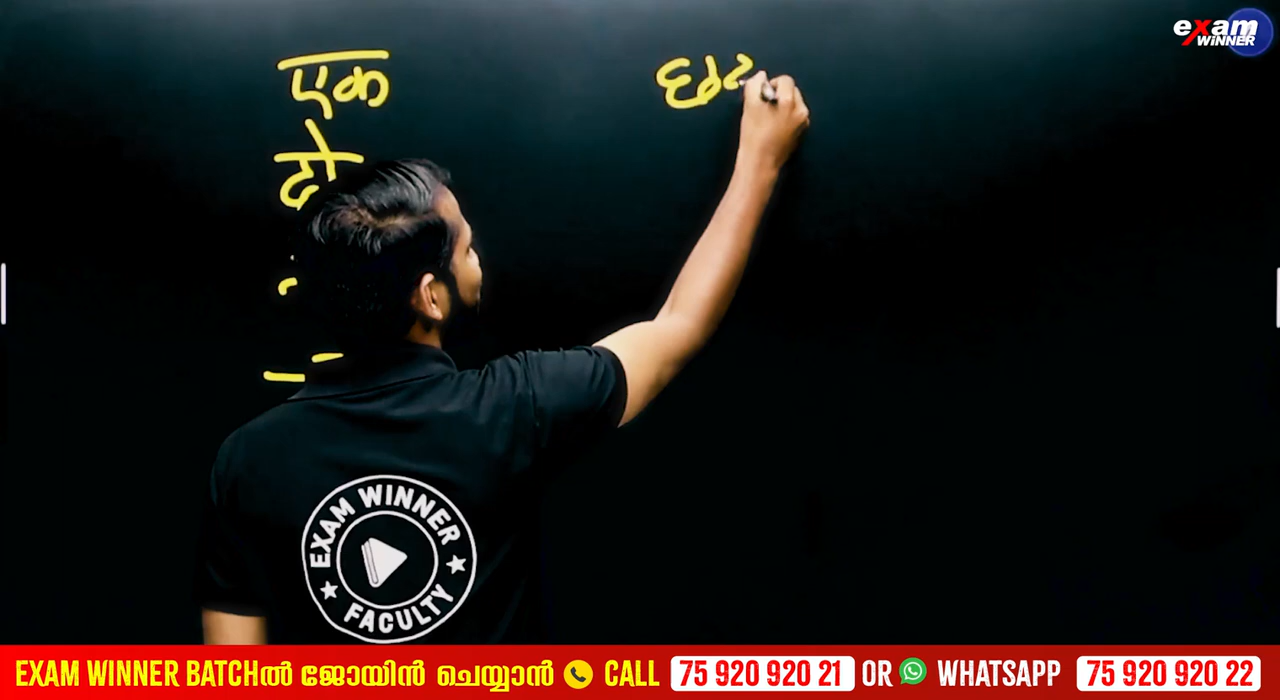 exam
WINNER
एक
दो
EXAM WINNER
FACULTY
EXAM WINNER BATCHൽ ജോയിൻ ചെയ്യാൻ CALL 75 920 920 21 OR WHATSAPP 75 920 920 22